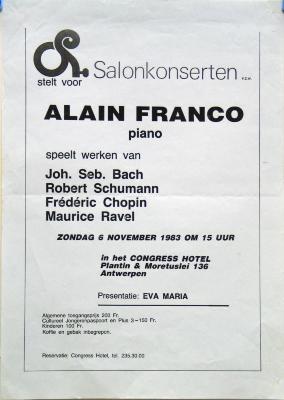 stelt voor
Salonkonserten v.z.w.
ALAIN FRANCO
piano
speelt werken van
Joh. Seb. Bach
Robert Schumann
Frédéric Chopin
Maurice Ravel
ZONDAG 6 NOVEMBER 1983 OM 15 UUR
in het CONGRESS HOTEL
Plantin & Moretuslei 136
Antwerpen
Presentatie: EVA MARIA
Algemene toegangsprijs 200 Fr.
Cultureel Jongerenpaspoort en Plus 3 – 150 Fr.
Kinderen 100 Fr.
Koffie en gebak inbegrepen.
Reservatie: Congress Hotel, tel. 235.30.00